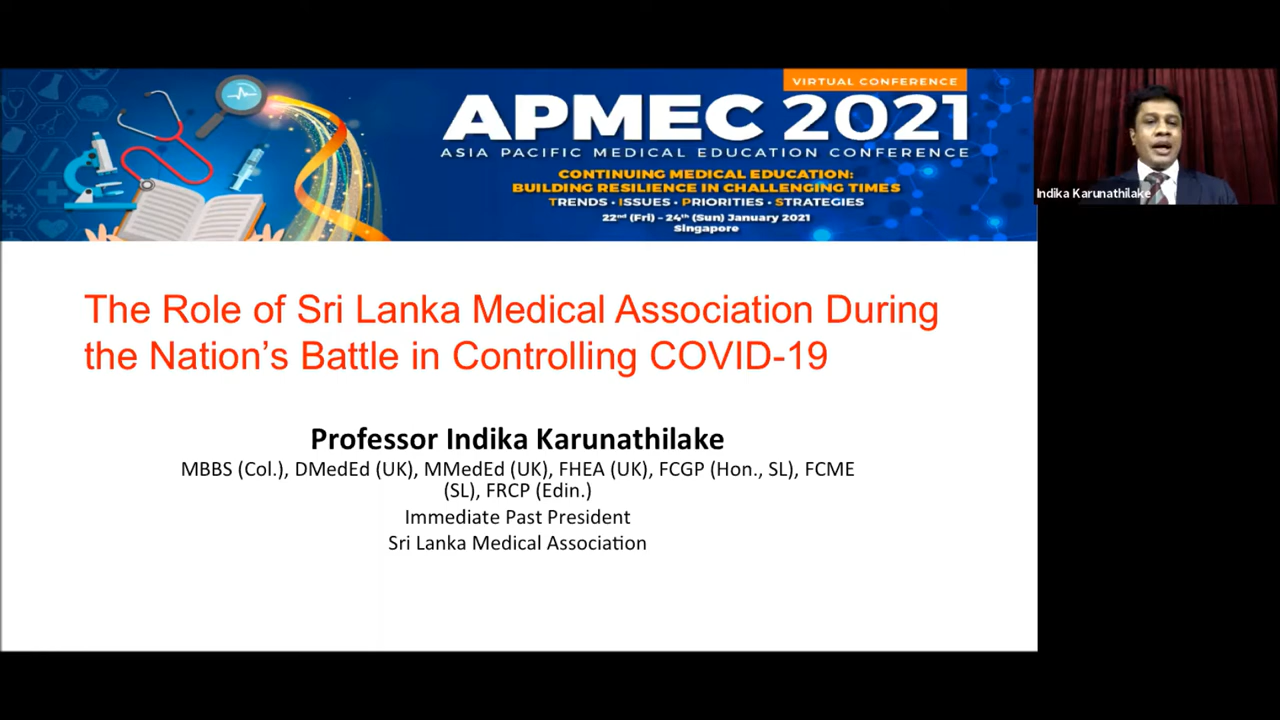 VIRTUAL CONFERENCE
APMEC 2021
ASIA PACIFIC MEDICAL EDUCATION CONFERENCE
CONTINUING MEDICAL EDUCATION:
BUILDING RESILIENCE IN CHALLENGING TIMES
TRENDS • ISSUES • PRIORITIES • STRATEGIES
22nd (Fri) – 24th (Sun) January 2021
Singapore
Indika Karunathilake
The Role of Sri Lanka Medical Association During
the Nation’s Battle in Controlling COVID-19
Professor Indika Karunathilake
MBBS (Col.), DMedEd (UK), MMedEd (UK), FHEA (UK), FCGP (Hon., SL), FCME
(SL), FRCP (Edin.)
Immediate Past President
Sri Lanka Medical Association